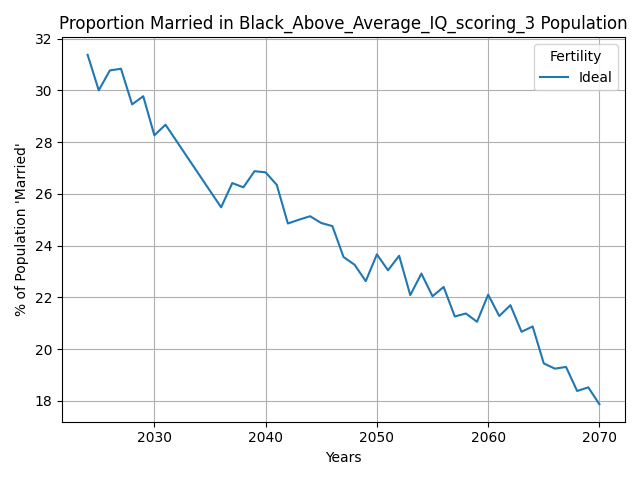 Proportion Married in Black_Above_Average_IQ_scoring_3 Population
Fertility
Ideal
% of Population 'Married'
32
30
28
26
24
22
20
18
2030 2040 2050 2060 2070
Years